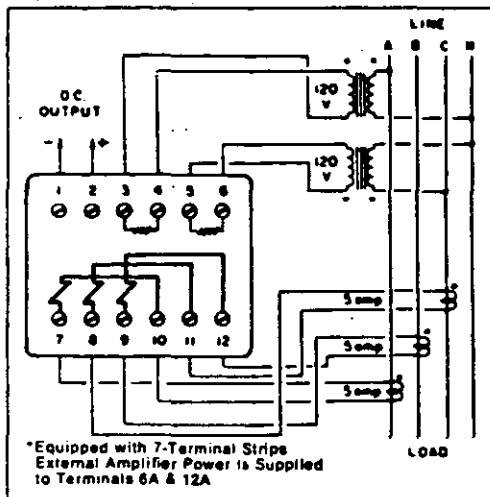 LINE
A B C N
D.C.
OUTPUT
- +
120
V
120
V
1 2 3 4 5 6
7 8 9 10 11 12
5 amp
5 amp
5 amp
LOAD
*Equipped with 7-Terminal Strips
External Amplifier Power is Supplied
to Terminals 6A & 12A